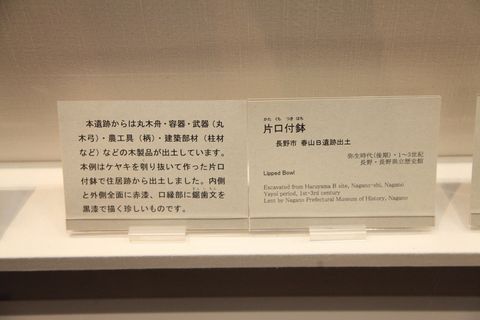 本遺跡からは丸木舟・容器・武器（丸
木弓）・農工具（柄）・建築部材（柱材
など）などの木製品が出土しています。
本例はケヤキを刳り抜いて作った片口
付鉢で住居跡から出土しました。内側
と外側全面に赤漆、口縁部に鋸歯文を
黒漆で描く珍しいものです。
かた くち つき はち
片口付鉢
長野市 春山B遺跡出土
弥生時代（後期）・1～3世紀
長野・長野県立歴史館
Lipped Bowl
Excavated from Haruyama B site, Nagano-shi, Nagano
Yayoi period, 1st-3rd century
Lent by Nagano Prefectural Museum of History, Nagano